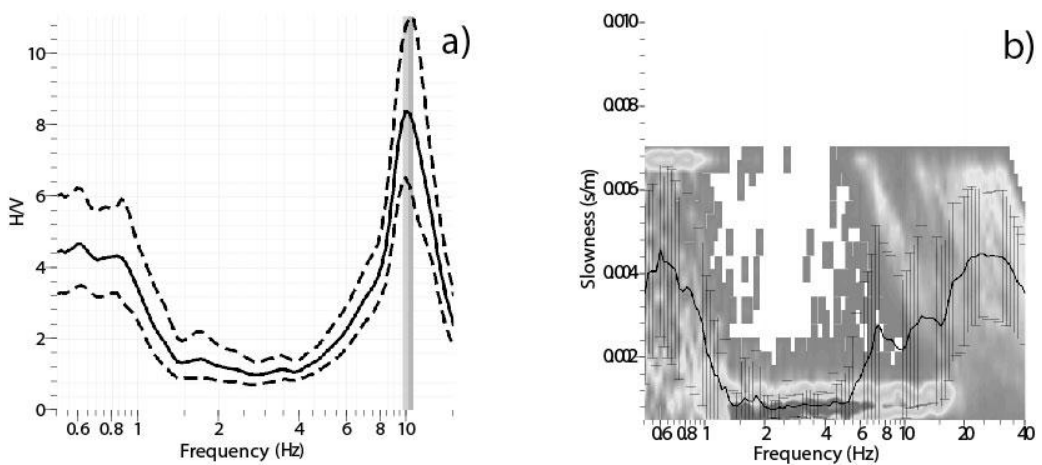 a)
10
8
6
4
2
0
H/V
0.6 0.8 1 2 4 6 8 10
Frequency (Hz)
b)
0.010
0.008
0.006
0.004
0.002
Slowness (s/m)
0.6 0.8 1 2 4 6 8 10 20 40
Frequency (Hz)